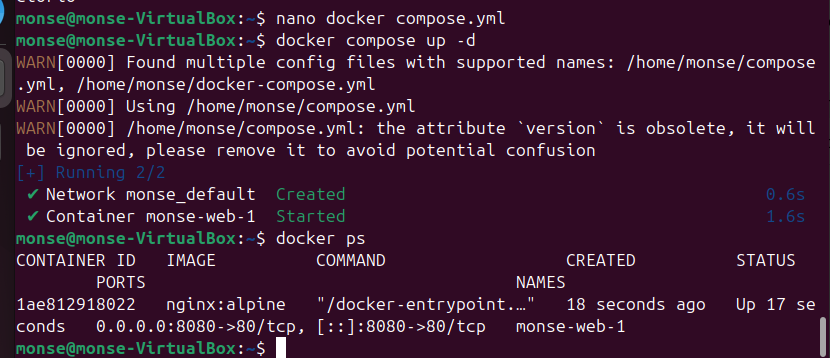 monse@monse-VirtualBox:~$ nano docker compose.yml
monse@monse-VirtualBox:~$ docker compose up -d
WARN[0000] Found multiple config files with supported names: /home/monse/compose
.yml, /home/monse/docker-compose.yml
WARN[0000] Using /home/monse/compose.yml
WARN[0000] /home/monse/compose.yml: the attribute `version` is obsolete, it will
 be ignored, please remove it to avoid potential confusion
[+] Running 2/2
 ✔ Network monse_default  Created 0.6s
 ✔ Container monse-web-1  Started 1.6s
monse@monse-VirtualBox:~$ docker ps
CONTAINER ID   IMAGE          COMMAND                  CREATED          STATUS
        PORTS                                     NAMES
1ae812918022   nginx:alpine   "/docker-entrypoint.…"   18 seconds ago   Up 17 se
conds   0.0.0.0:8080->80/tcp, [::]:8080->80/tcp   monse-web-1
monse@monse-VirtualBox:~$